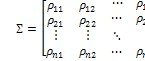 Σ = [ρ₁₁ ρ₁₂ ⋯ ρ
ρ₂₁ ρ₂₂ ⋯ ρ
⋮ ⋮ ⋱
ρₙ₁ ρₙ₂ ⋯ ρ